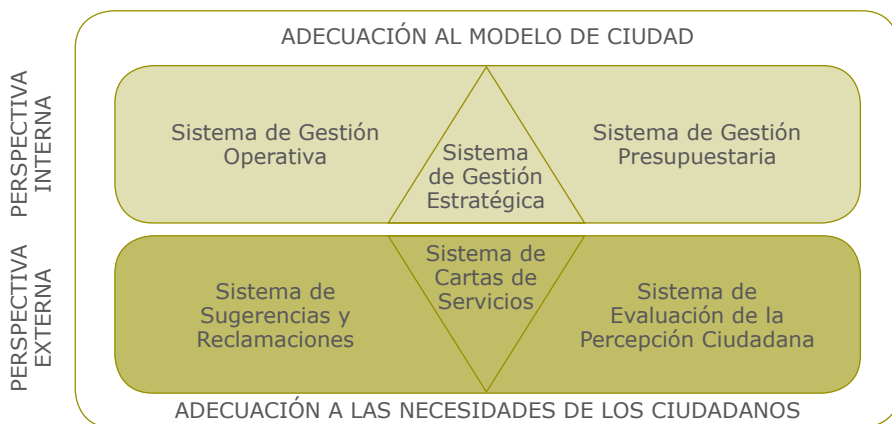 ADECUACIÓN AL MODELO DE CIUDAD
PERSPECTIVA
INTERNA
Sistema de Gestión
Operativa
Sistema
de Gestión
Estratégica
Sistema de Gestión
Presupuestaria
PERSPECTIVA
EXTERNA
Sistema de
Sugerencias y
Reclamaciones
Sistema de
Cartas de
Servicios
Sistema de
Evaluación de la
Percepción Ciudadana
ADECUACIÓN A LAS NECESIDADES DE LOS CIUDADANOS